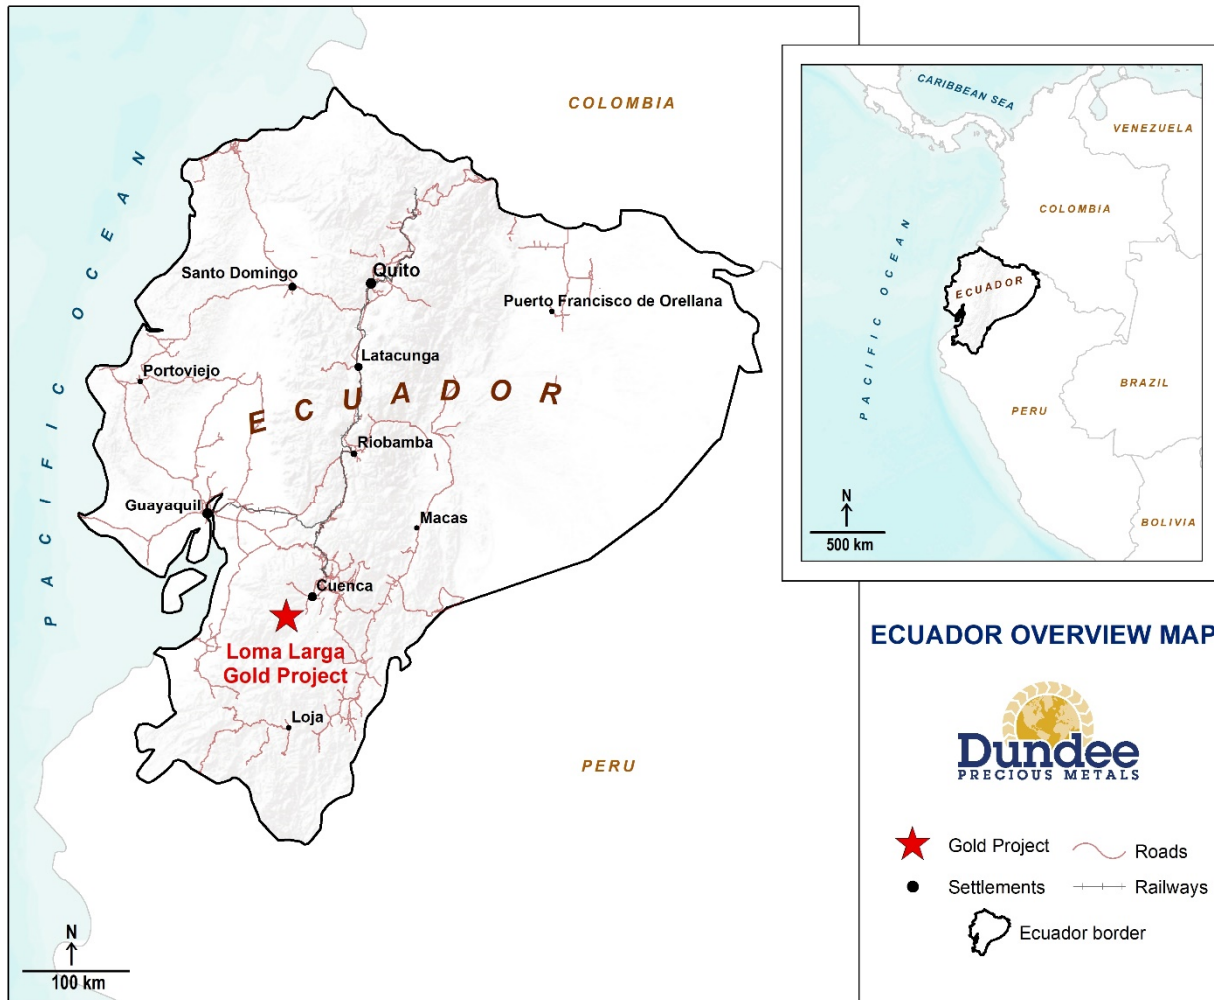 COLOMBIA
PACIFIC OCEAN
Santo Domingo
Quito
Puerto Francisco de Orellana
Latacunga
Portoviejo
ECUADOR
Riobamba
Guayaquil
Macas
Cuenca
Loma Larga
Gold Project
Loja
PERU
N
100 km
CARIBBEAN SEA
VENEZUELA
COLOMBIA
PACIFIC OCEAN
ECUADOR
BRAZIL
PERU
BOLIVIA
N
500 km
ECUADOR OVERVIEW MAP
Dundee
PRECIOUS METALS
Gold Project
Roads
Settlements
Railways
Ecuador border